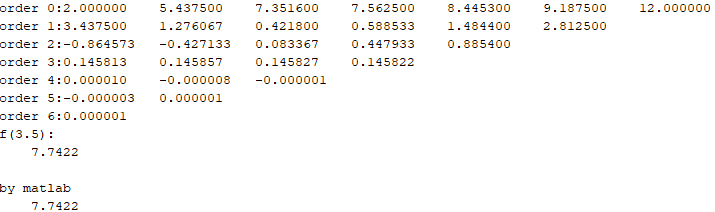 order 0:2.000000 5.437500 7.351600 7.562500 8.445300 9.187500 12.000000
order 1:3.437500 1.276067 0.421800 0.588533 1.484400 2.812500
order 2:-0.864573 -0.427133 0.083367 0.447933 0.885400
order 3:0.145813 0.145857 0.145827 0.145822
order 4:0.000010 -0.000008 -0.000001
order 5:-0.000003 0.000001
order 6:0.000001
f(3.5):
7.7422
by matlab
7.7422